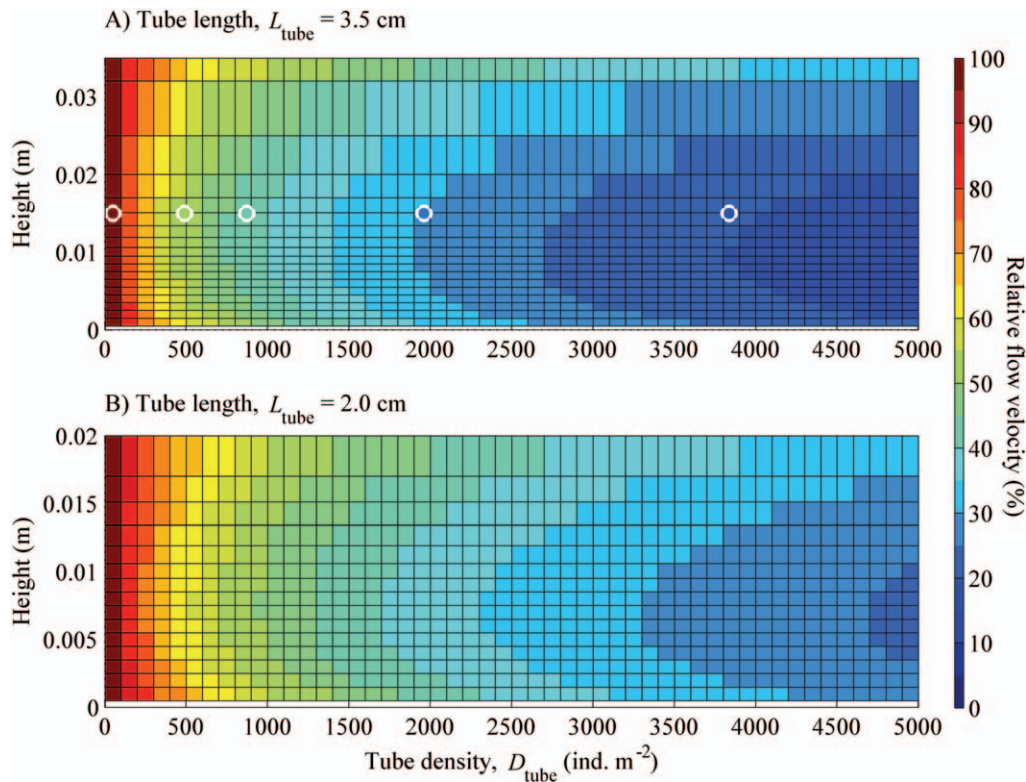 A) Tube length, L_tube = 3.5 cm
Height (m)
0.03
0.02
0.01
0
0 500 1000 1500 2000 2500 3000 3500 4000 4500 5000
B) Tube length, L_tube = 2.0 cm
Height (m)
0.02
0.015
0.01
0.005
0
0 500 1000 1500 2000 2500 3000 3500 4000 4500 5000
Tube density, D_tube (ind. m⁻²)
100
90
80
70
60
50
40
30
20
10
0
Relative flow velocity (%)